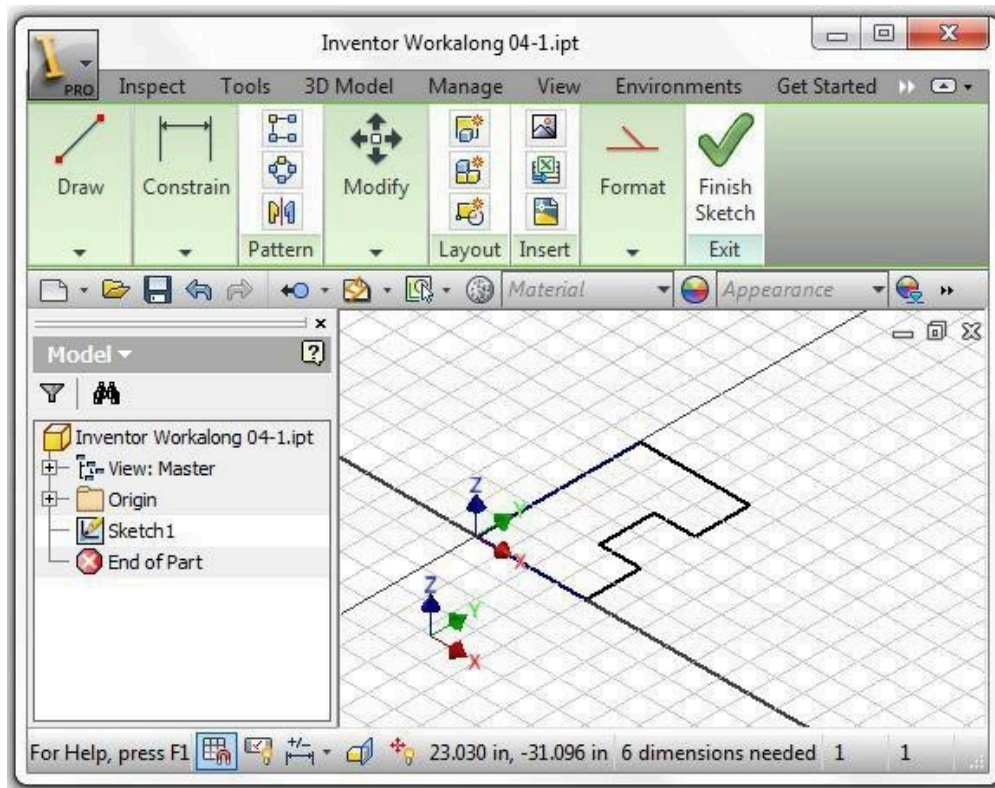 Inventor Workalong 04-1.ipt
PRO Inspect Tools 3D Model Manage View Environments Get Started
Draw Constrain Modify Format Finish Sketch
Pattern Layout Insert Exit
Material Appearance
Model
Inventor Workalong 04-1.ipt
View: Master
Origin
Sketch1
End of Part
Z
Y
X
Z
Y
X
For Help, press F1 23.030 in, -31.096 in 6 dimensions needed 1 1